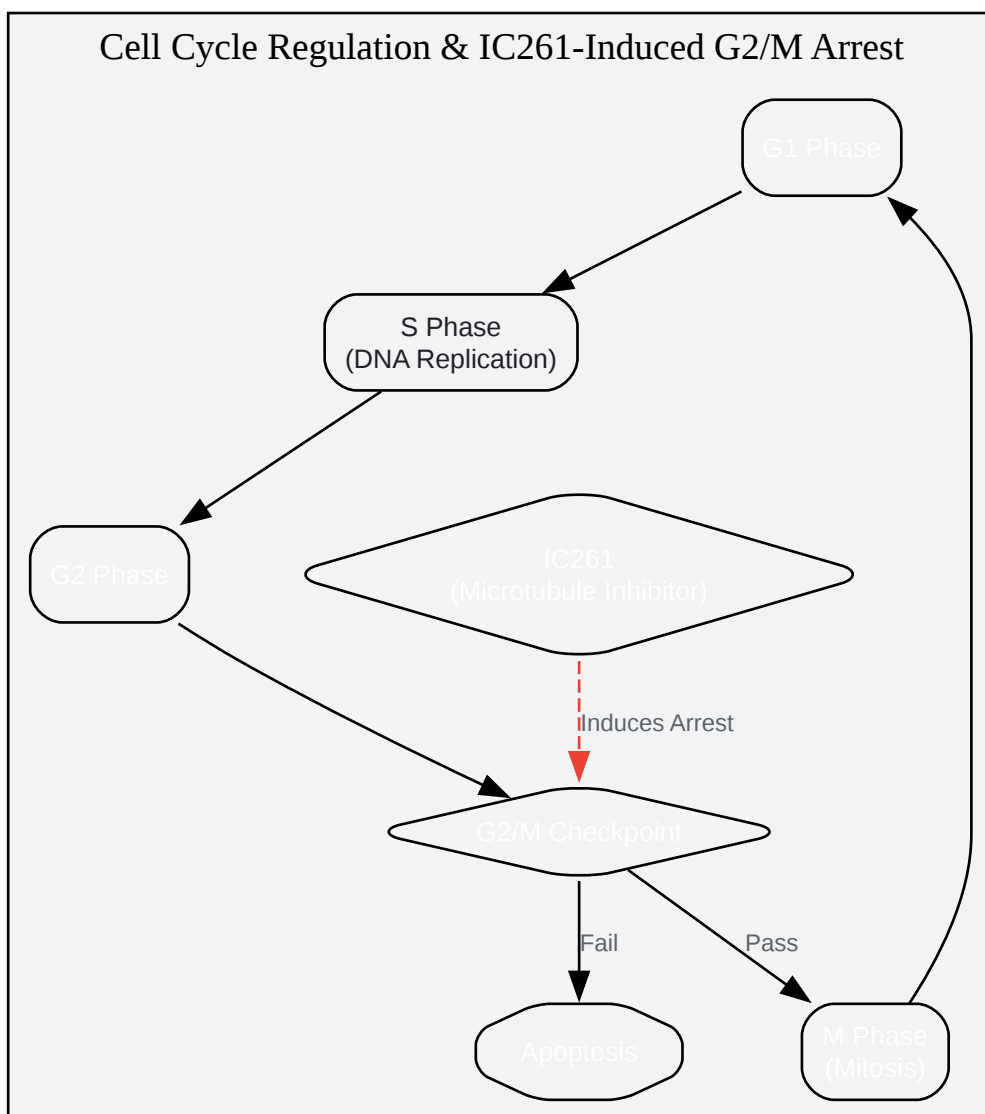 Cell Cycle Regulation & IC261-Induced G2/M Arrest
G1 Phase
S Phase
(DNA Replication)
G2 Phase
IC261
(Microtubule Inhibitor)
Induces Arrest
G2/M Checkpoint
Fail
Pass
Apoptosis
M Phase
(Mitosis)